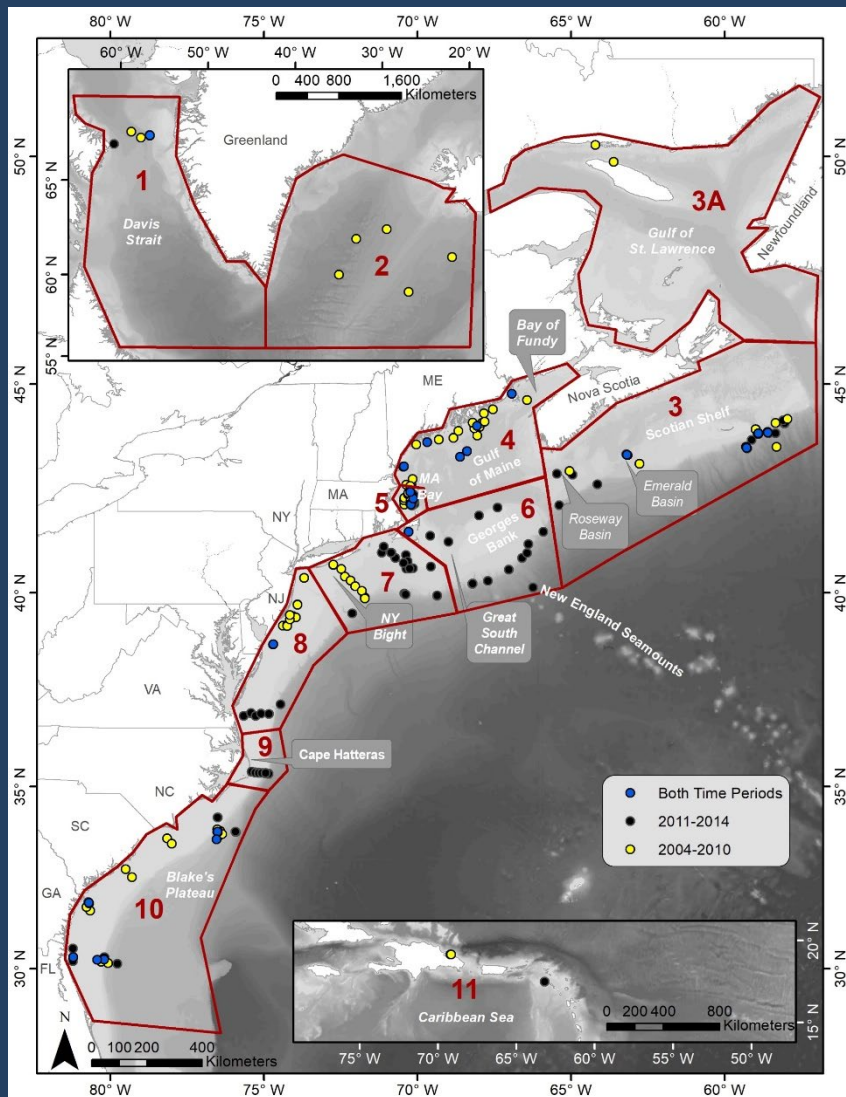 80° W
75° W
70° W
65° W
60° W
60° W
50° W
40° W
30° W
20° W
0 400 800 1,600
Kilometers
Greenland
65° N
60° N
55° N
1
Davis
Strait
2
50° N
50° N
3A
Gulf of
St. Lawrence
Newfoundland
Bay of
Fundy
ME
Nova Scotia
45° N
45° N
3
Scotian Shelf
4
Gulf of
Maine
MA
Bay
5
MA
NY
Emerald
Basin
Roseway
Basin
6
Georges
Bank
7
40° N
40° N
NJ
NY
Bight
Great
South
Channel
New England Seamounts
8
VA
9
Cape Hatteras
35° N
35° N
NC
SC
Both Time Periods
2011-2014
2004-2010
Blake's
Plateau
GA
10
30° N
30° N
FL
20° N
11
Caribbean Sea
15° N
0 200 400 800
Kilometers
75° W
70° W
65° W
60° W
55° W
50° W
N
0 100 200 400
Kilometers
80° W
75° W
70° W
65° W
60° W